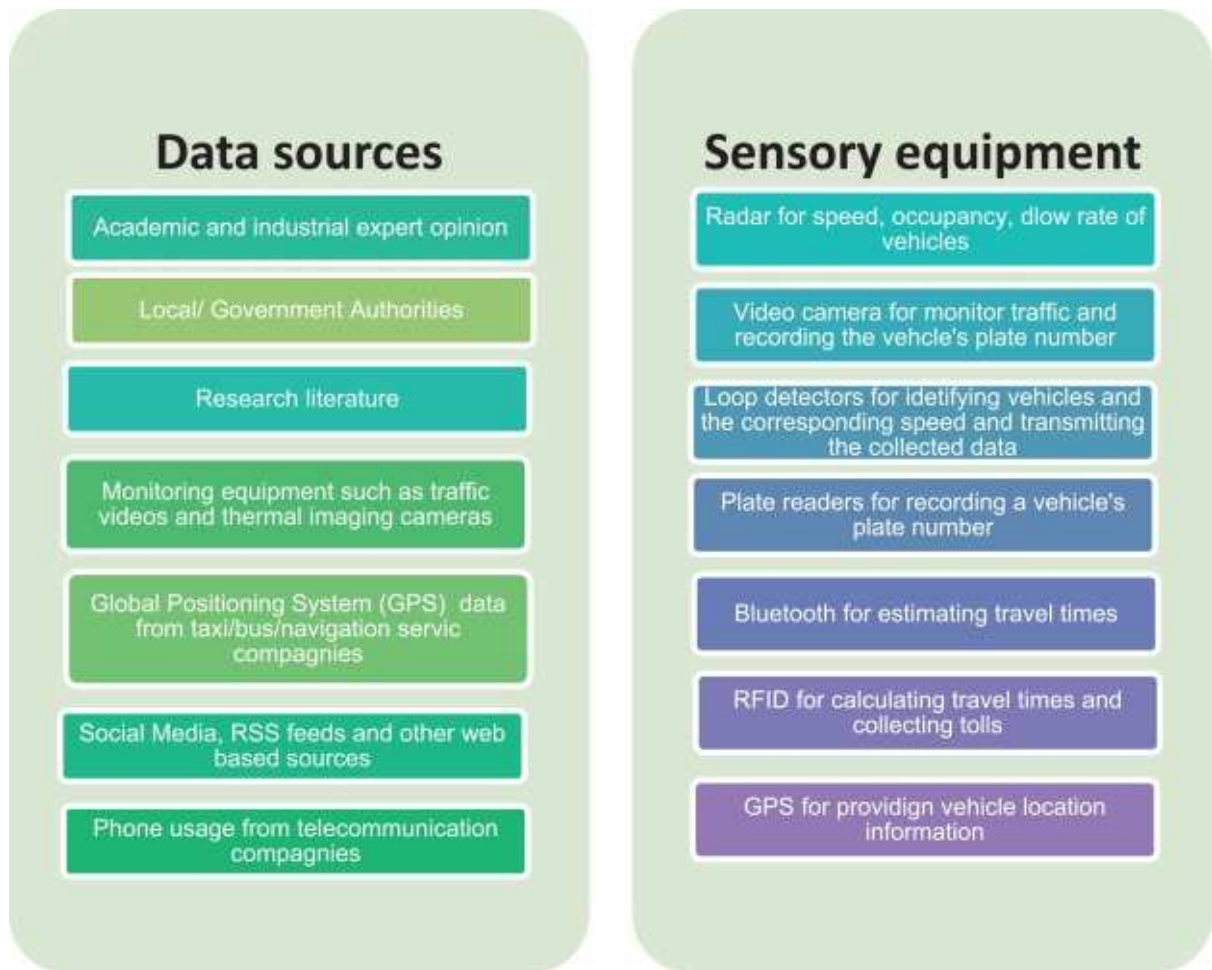 Data sources
Academic and industrial expert opinion
Local/ Government Authorities
Research literature
Monitoring equipment such as traffic
videos and thermal imaging cameras
Global Positioning System (GPS) data
from taxi/bus/navigation servic
compagnies
Social Media, RSS feeds and other web
based sources
Phone usage from telecommunication
compagnies
Sensory equipment
Radar for speed, occupancy, dlow rate of
vehicles
Video camera for monitor traffic and
recording the vehcle's plate number
Loop detectors for idetifying vehicles and
the corresponding speed and transmitting
the collected data
Plate readers for recording a vehicle's
plate number
Bluetooth for estimating travel times
RFID for calculating travel times and
collecting tolls
GPS for providign vehicle location
information